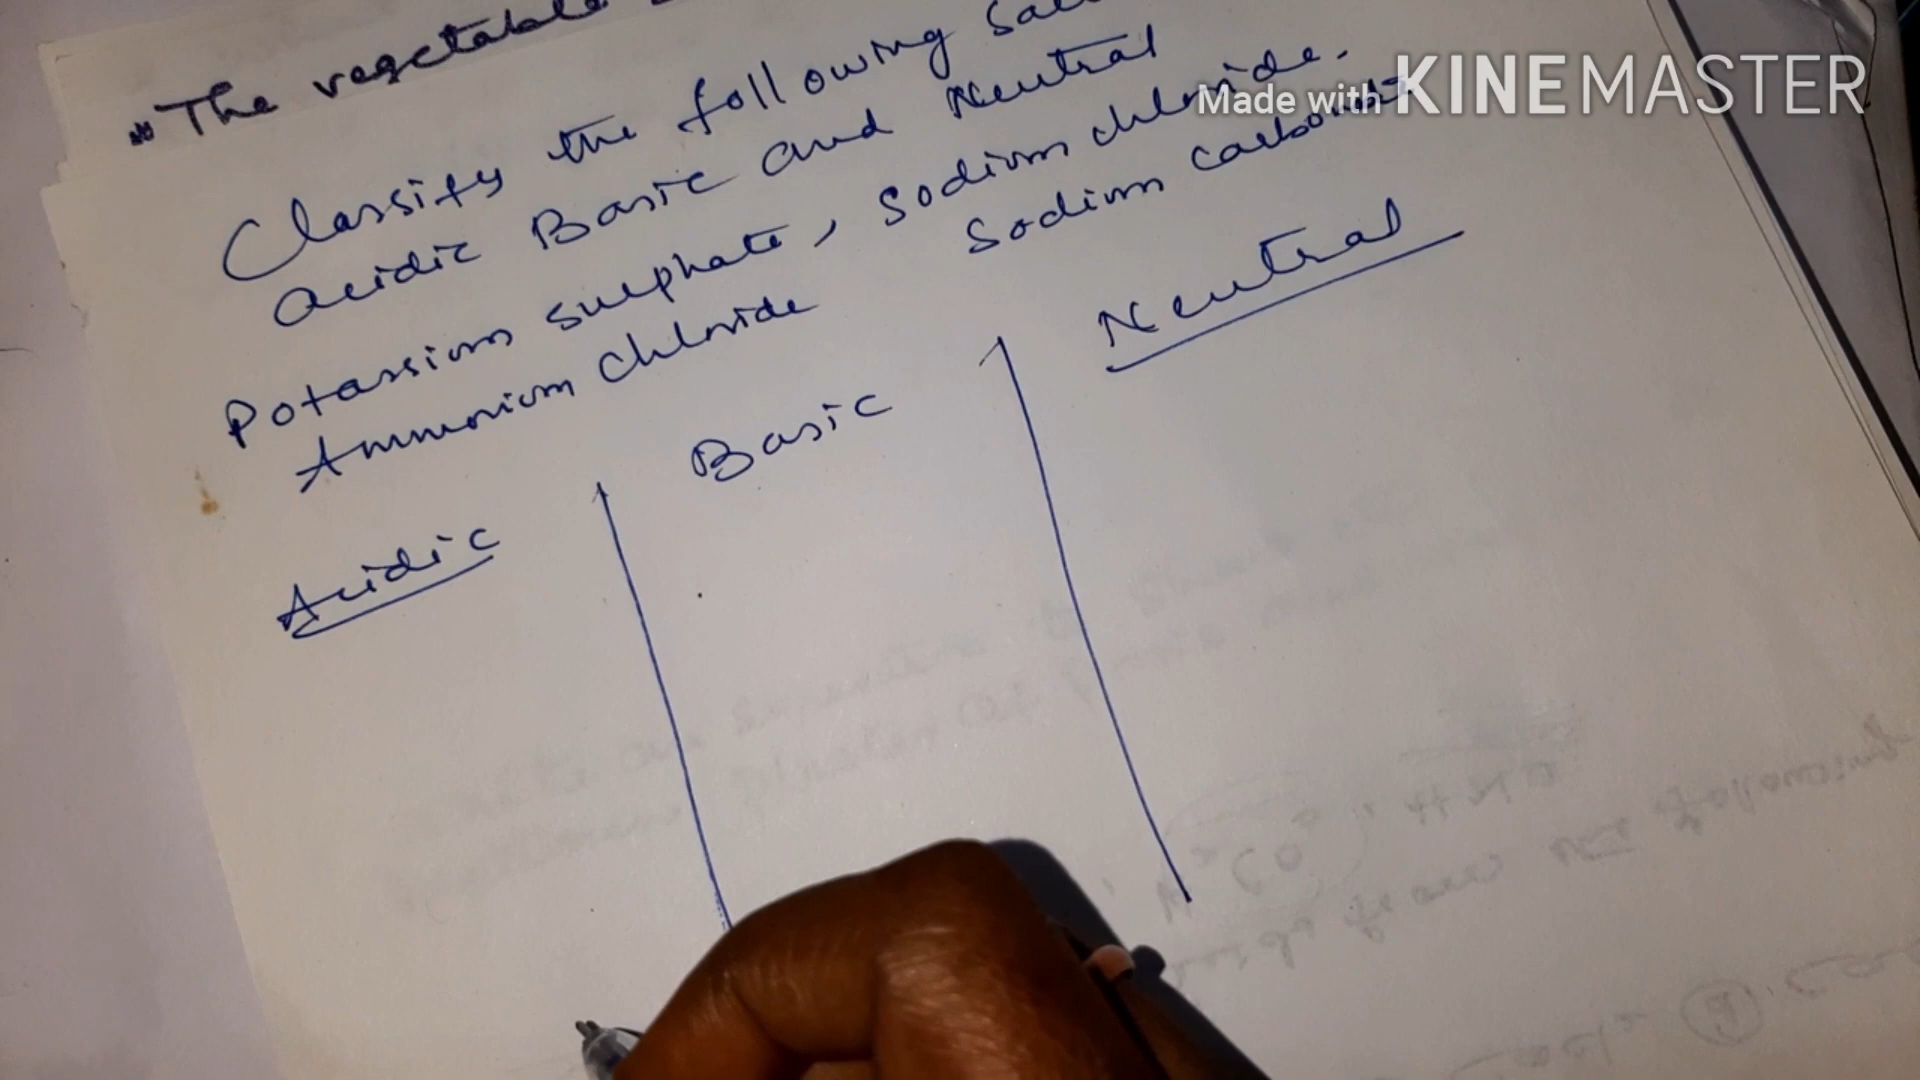 The vegetable
Classify the following
acidic Basic and Neutral
Potassium sulphate, Sodium chloride.
Ammonium chloride Sodium carbonate
Acidic
Basic
Neutral
Made with KINEMASTER